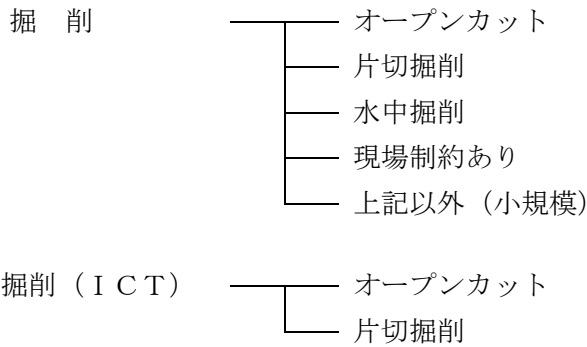 掘　削　オープンカット
片切掘削
水中掘削
現場制約あり
上記以外（小規模）
掘削（ＩＣＴ）　オープンカット
片切掘削